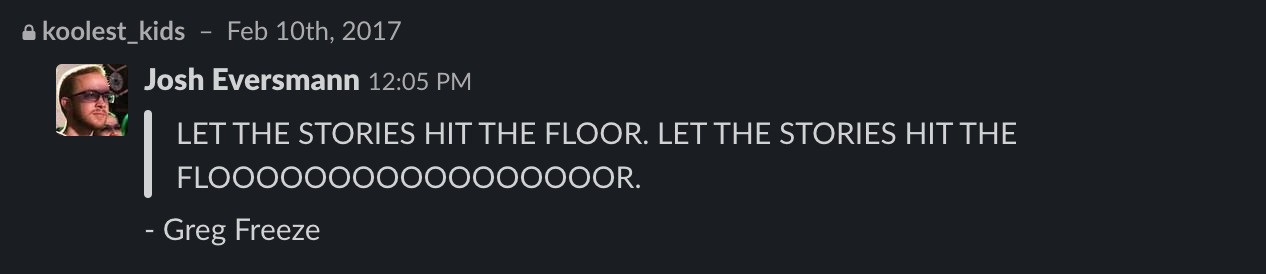 koolest_kids – Feb 10th, 2017
Josh Eversmann 12:05 PM
LET THE STORIES HIT THE FLOOR. LET THE STORIES HIT THE
FLOOOOOOOOOOOOOOOOOR.
- Greg Freeze